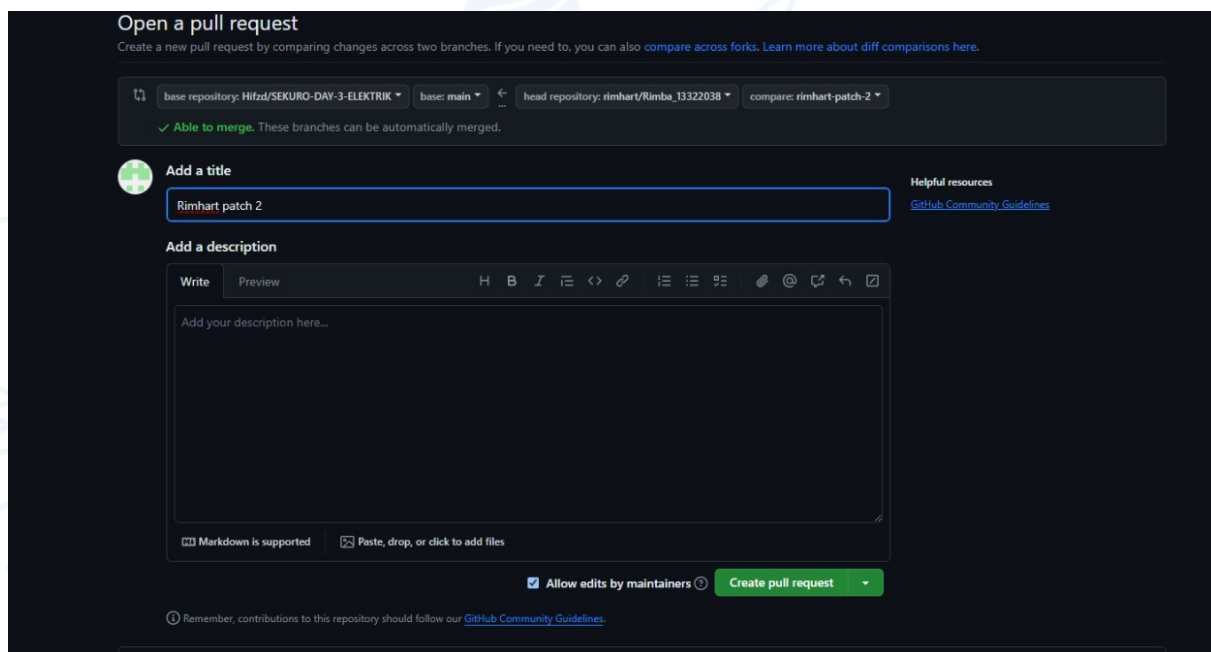 Open a pull request
Create a new pull request by comparing changes across two branches. If you need to, you can also compare across forks. Learn more about diff comparisons here.
base repository: Hifzd/SEKURO-DAY-3-ELEKTRIK base: main ← ... head repository: rimhart/Rimba_13322038 compare: rimhart-patch-2
✓ Able to merge. These branches can be automatically merged.
Add a title
Helpful resources
Rimhart patch 2
GitHub Community Guidelines
Add a description
Write Preview
Add your description here...
Markdown is supported Paste, drop, or click to add files
Allow edits by maintainers Create pull request
Remember, contributions to this repository should follow our GitHub Community Guidelines.